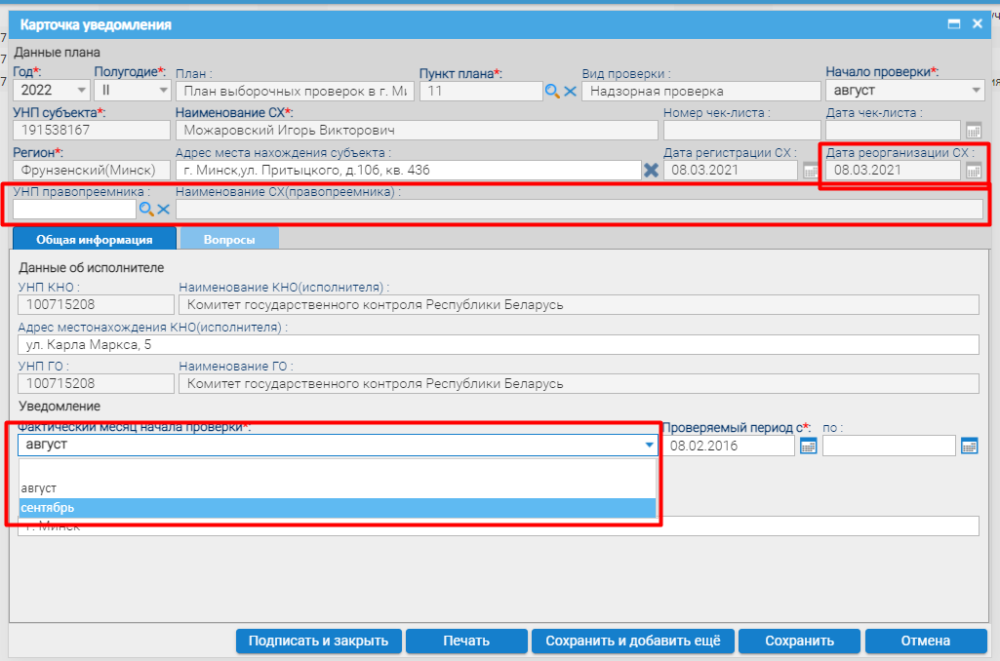 Карточка уведомления
Данные плана
Год*: Полугодие*: План : Пункт плана*: Вид проверки : Начало проверки*:
2022 II План выборочных проверок в г. Ми 11 Надзорная проверка август
УНП субъекта*: Наименование СХ*: Номер чек-листа : Дата чек-листа :
191538167 Можаровский Игорь Викторович
Регион*: Адрес места нахождения субъекта : Дата регистрации СХ : Дата реорганизации СХ :
Фрунзенский(Минск) г. Минск,ул. Притыцкого, д.106, кв. 436 08.03.2021 08.03.2021
УНП правопреемника : Наименование СХ(правопреемника) :
Общая информация Вопросы
Данные об исполнителе
УНП КНО : Наименование КНО(исполнителя) :
100715208 Комитет государственного контроля Республики Беларусь
Адрес местонахождения КНО(исполнителя) :
ул. Карла Маркса, 5
УНП ГО : Наименование ГО :
100715208 Комитет государственного контроля Республики Беларусь
Уведомление
Фактический месяц начала проверки*: Проверяемый период с*: по :
август 08.02.2016
август
сентябрь
г. Минск
Подписать и закрыть Печать Сохранить и добавить ещё Сохранить Отмена